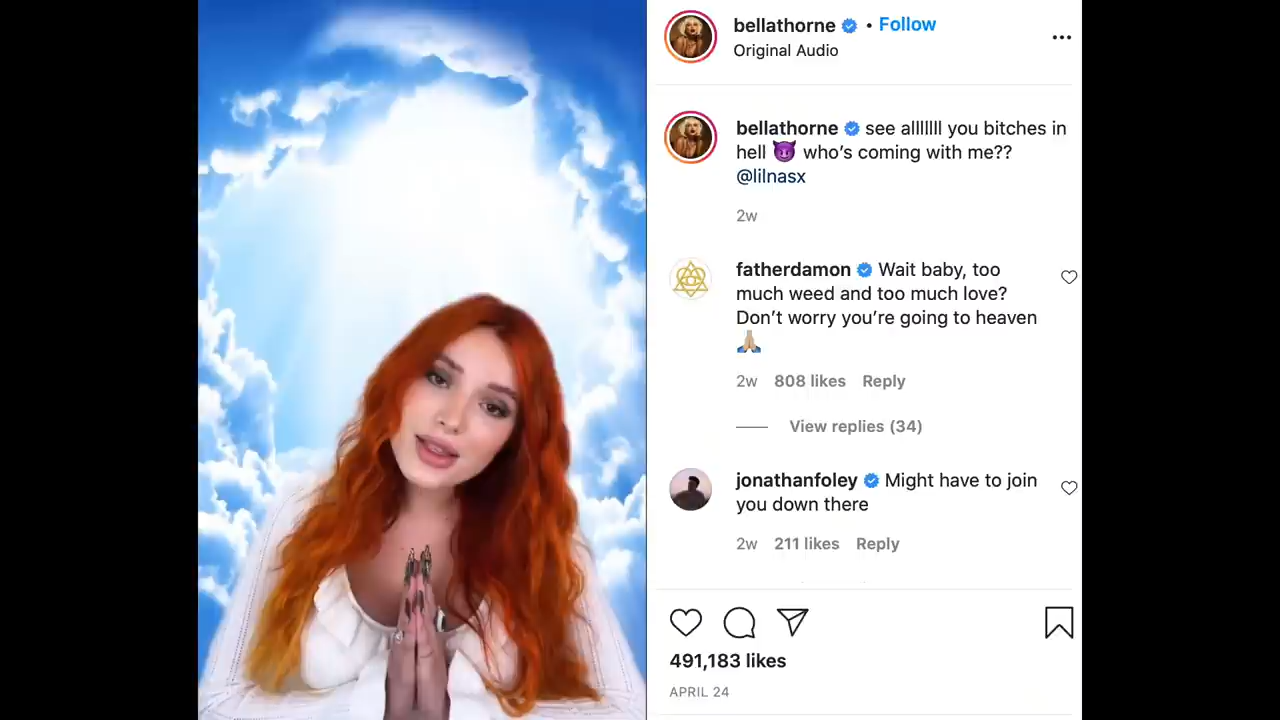 bellathorne • Follow
Original Audio
bellathorne see alllllll you bitches in
hell 😈 who's coming with me??
@lilnasx
2w
fatherdamon Wait baby, too
much weed and too much love?
Don't worry you're going to heaven
🙏🏼
2w 808 likes Reply
View replies (34)
jonathanfoley Might have to join
you down there
2w 211 likes Reply
491,183 likes
APRIL 24